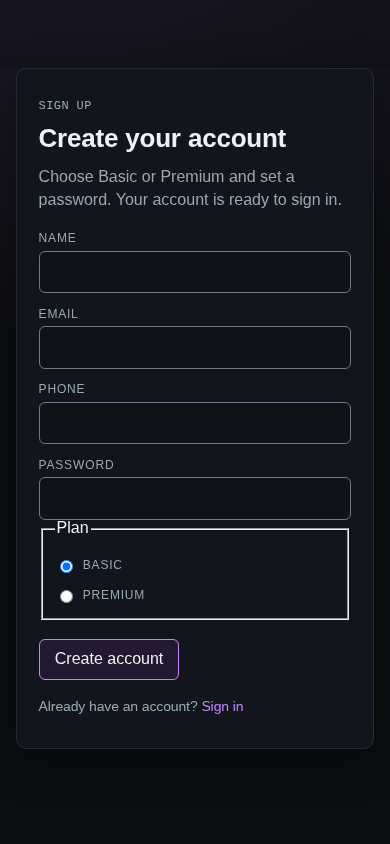 SIGN UP
Create your account
Choose Basic or Premium and set a
password. Your account is ready to sign in.
NAME
EMAIL
PHONE
PASSWORD
Plan
BASIC
PREMIUM
Create account
Already have an account? Sign in